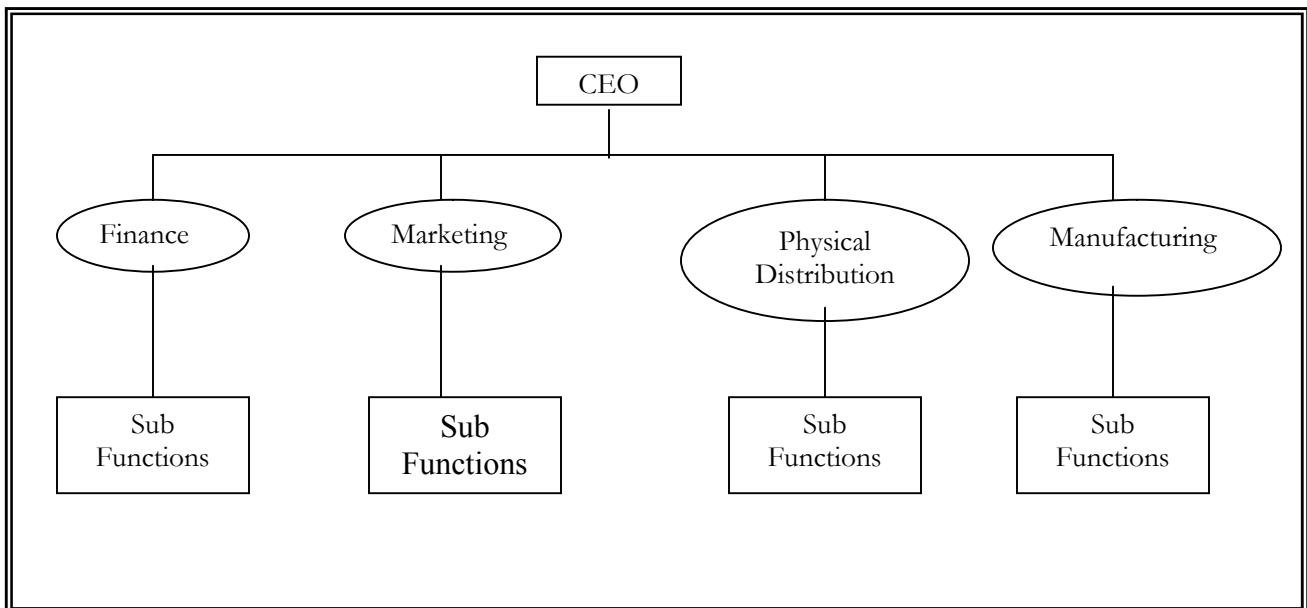 CEO
Finance
Marketing
Physical
Distribution
Manufacturing
Sub
Functions
Sub
Functions
Sub
Functions
Sub
Functions